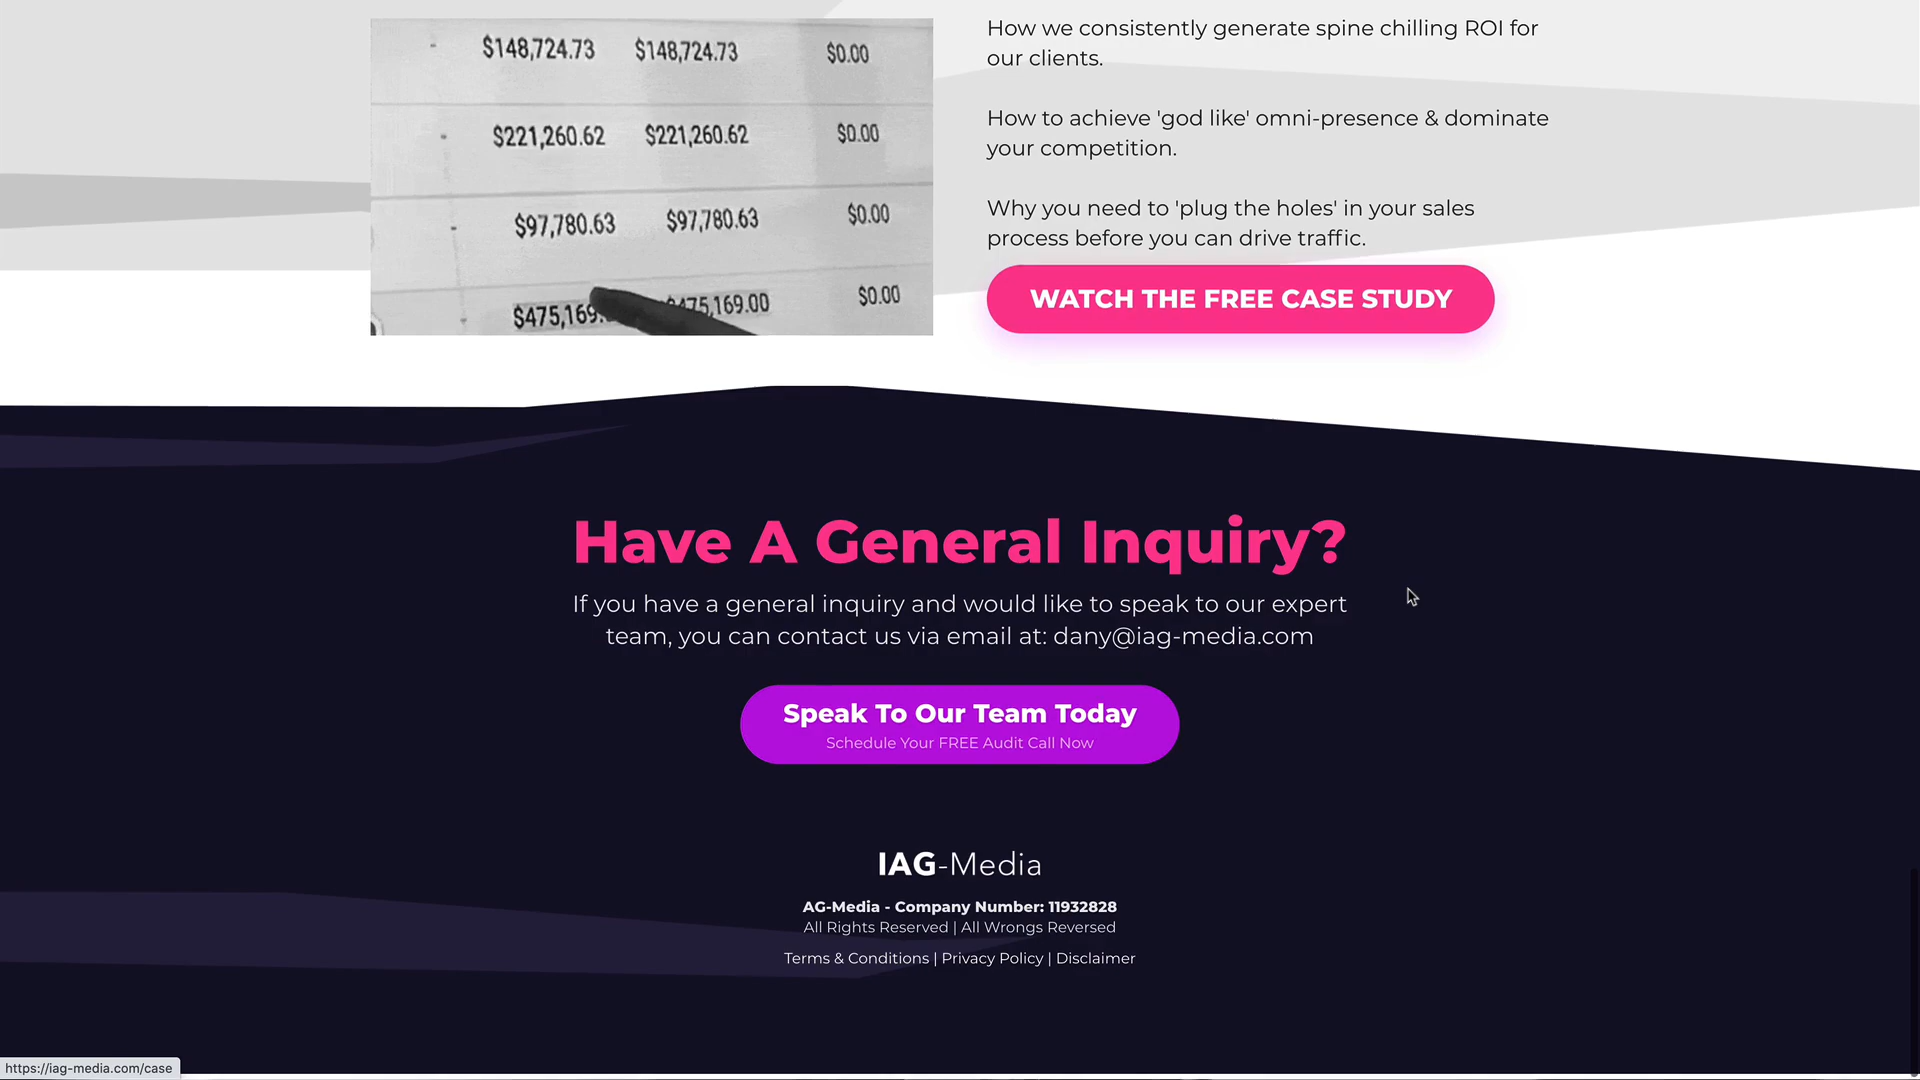 $148,724.73 $148,724.73 $0.00
$221,260.62 $221,260.62 $0.00
$97,780.63 $97,780.63 $0.00
$475,169. 475,169.00 $0.00
How we consistently generate spine chilling ROI for
our clients.
How to achieve 'god like' omni-presence & dominate
your competition.
Why you need to 'plug the holes' in your sales
process before you can drive traffic.
WATCH THE FREE CASE STUDY
Have A General Inquiry?
If you have a general inquiry and would like to speak to our expert
team, you can contact us via email at: dany@iag-media.com
Speak To Our Team Today
Schedule Your FREE Audit Call Now
IAG-Media
AG-Media - Company Number: 11932828
All Rights Reserved | All Wrongs Reversed
Terms & Conditions | Privacy Policy | Disclaimer
https://iag-media.com/case